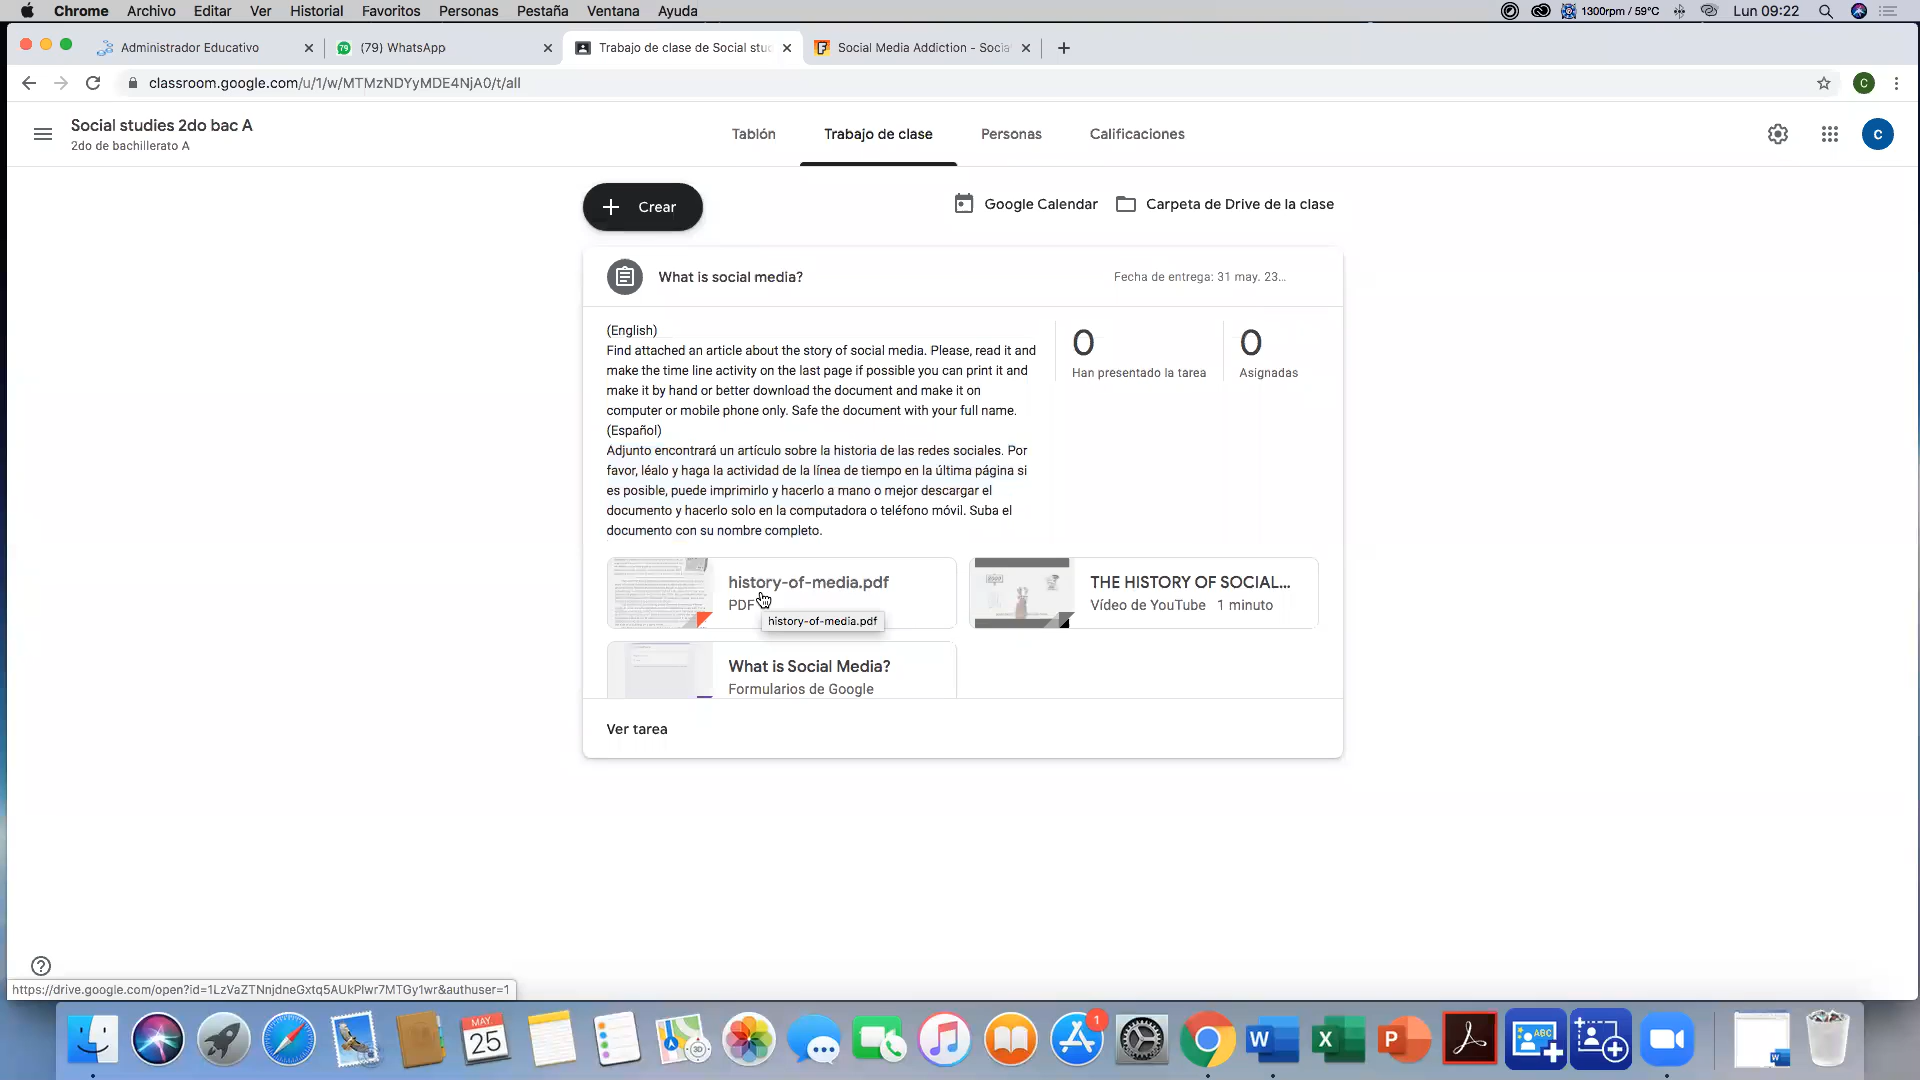 Chrome Archivo Editar Ver Historial Favoritos Personas Pestaña Ventana Ayuda 1300rpm / 59°C Lun 09:22
Administrador Educativo (79) WhatsApp Trabajo de clase de Social stu Social Media Addiction - Socia
classroom.google.com/u/1/w/MTMzNDYyMDE4NjA0/t/all C
Social studies 2do bac A
2do de bachillerato A
Tablón Trabajo de clase Personas Calificaciones C
Crear Google Calendar Carpeta de Drive de la clase
What is social media? Fecha de entrega: 31 may. 23...
(English)
Find attached an article about the story of social media. Please, read it and
make the time line activity on the last page if possible you can print it and
make it by hand or better download the document and make it on
computer or mobile phone only. Safe the document with your full name.
(Español)
Adjunto encontrará un artículo sobre la historia de las redes sociales. Por
favor, léalo y haga la actividad de la línea de tiempo en la última página si
es posible, puede imprimirlo y hacerlo a mano o mejor descargar el
documento y hacerlo solo en la computadora o teléfono móvil. Suba el
documento con su nombre completo.
0 0
Han presentado la tarea Asignadas
history-of-media.pdf
PDF
history-of-media.pdf
THE HISTORY OF SOCIAL...
Vídeo de YouTube 1 minuto
What is Social Media?
Formularios de Google
Ver tarea
https://drive.google.com/open?id=1LzVaZTNnjdneGxtq5AUkPlwr7MTGy1wr&authuser=1
MAY
25
3D
1
W
X
P
ABC